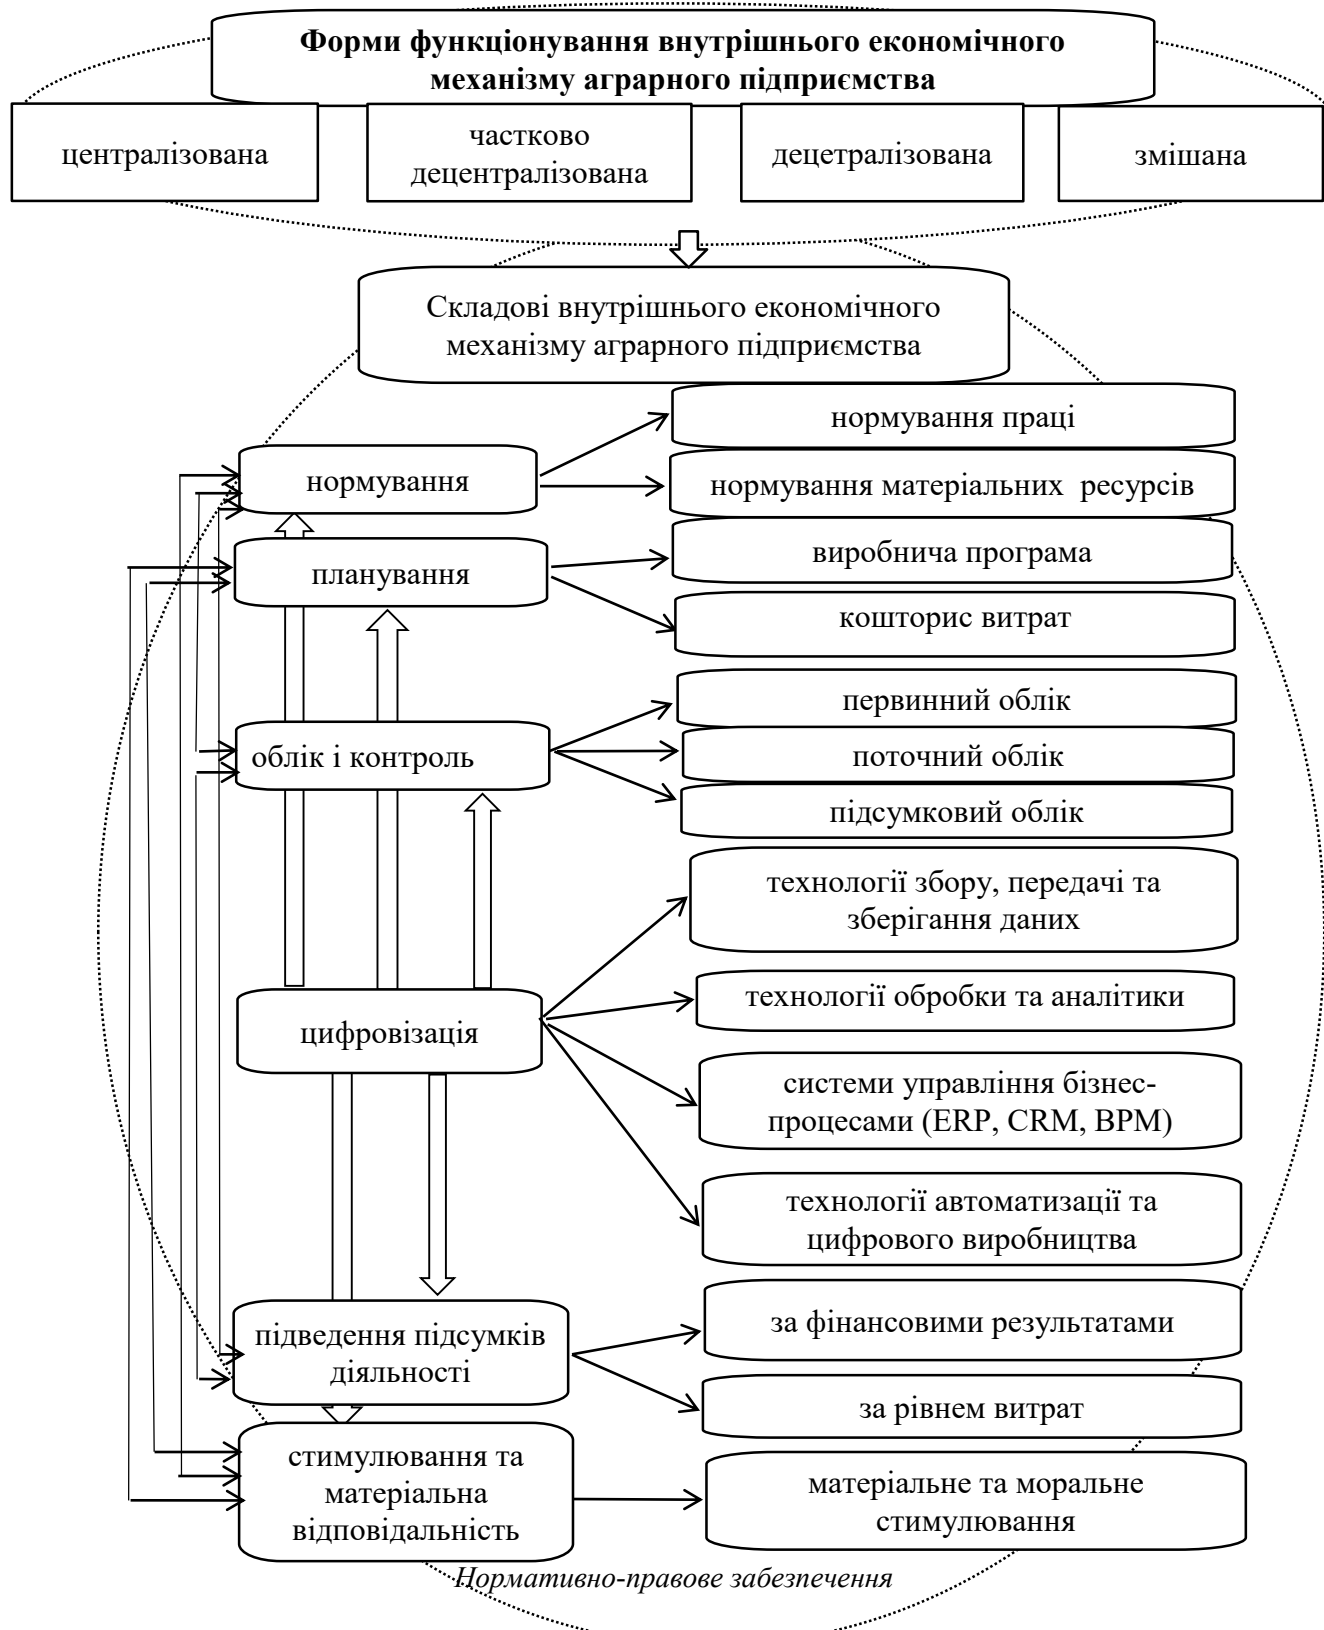 Форми функціонування внутрішнього економічного
механізму аграрного підприємства
централізована
частково
децентралізована
децетралізована
змішана
Складові внутрішнього економічного
механізму аграрного підприємства
нормування
нормування праці
нормування матеріальних ресурсів
планування
виробнича програма
кошторис витрат
облік і контроль
первинний облік
поточний облік
підсумковий облік
цифровізація
технології збору, передачі та
зберігання даних
технології обробки та аналітики
системи управління бізнес-
процесами (ERP, CRM, BPM)
технології автоматизації та
цифрового виробництва
підведення підсумків
діяльності
за фінансовими результатами
за рівнем витрат
стимулювання та
матеріальна
відповідальність
матеріальне та моральне
стимулювання
Нормативно-правове забезпечення